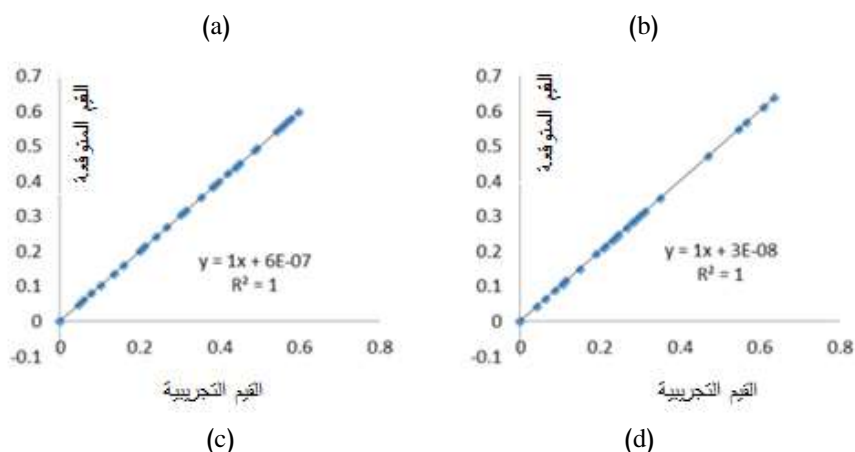 (a)
(b)
0.7
0.6
0.5
0.4
0.3
0.2
0.1
0
-0.1
0
0.2
0.4
0.6
0.8
القيم المتوقعة
y = 1x + 6E-07
R² = 1
القيم التجريبية
0.7
0.6
0.5
0.4
0.3
0.2
0.1
0
-0.1
0
0.2
0.4
0.6
0.8
القيم المتوقعة
y = 1x + 3E-08
R² = 1
القيم التجريبية
(c)
(d)